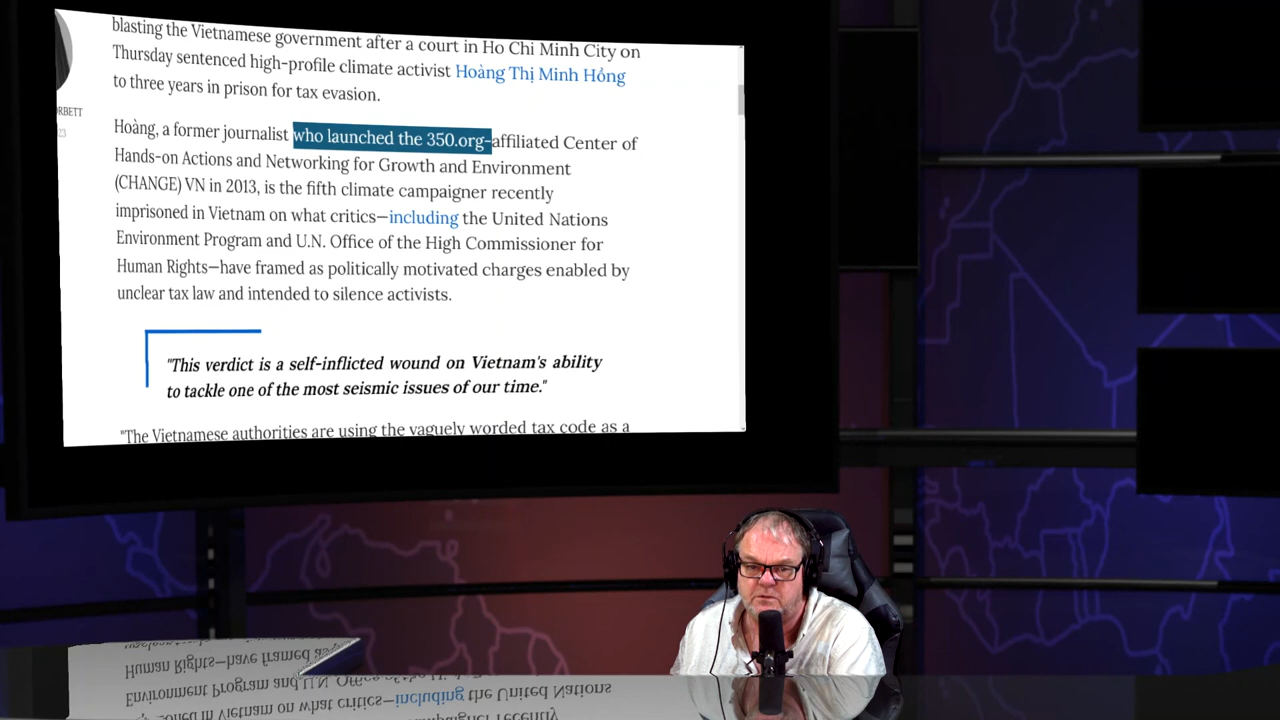 blasting the Vietnamese government after a court in Ho Chi Minh City on
Thursday sentenced high-profile climate activist Hoàng Thị Minh Hồng
to three years in prison for tax evasion.
RBETT
23
Hoàng, a former journalist who launched the 350.org-affiliated Center of
Hands-on Actions and Networking for Growth and Environment
(CHANGE) VN in 2013, is the fifth climate campaigner recently
imprisoned in Vietnam on what critics—including the United Nations
Environment Program and U.N. Office of the High Commissioner for
Human Rights—have framed as politically motivated charges enabled by
unclear tax law and intended to silence activists.
"This verdict is a self-inflicted wound on Vietnam's ability
to tackle one of the most seismic issues of our time."
"The Vietnamese authorities are using the vaguely worded tax code as a